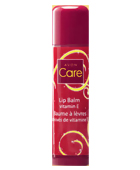 AVON
Care
Lip Balm
Vitamin E
Baume à lèvres